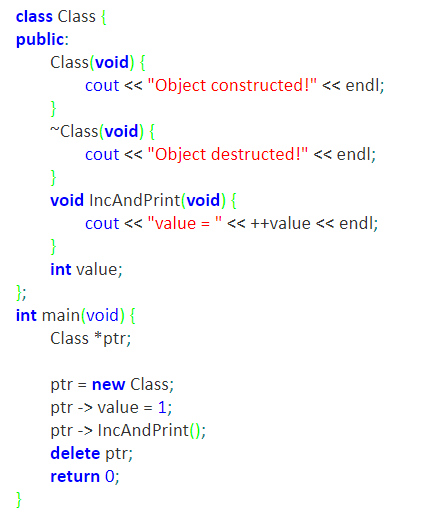 class Class {
public:
Class(void) {
cout << "Object constructed!" << endl;
}
~Class(void) {
cout << "Object destructed!" << endl;
}
void IncAndPrint(void) {
cout << "value = " << ++value << endl;
}
int value;
};
int main(void) {
Class *ptr;
ptr = new Class;
ptr -> value = 1;
ptr -> IncAndPrint();
delete ptr;
return 0;
}